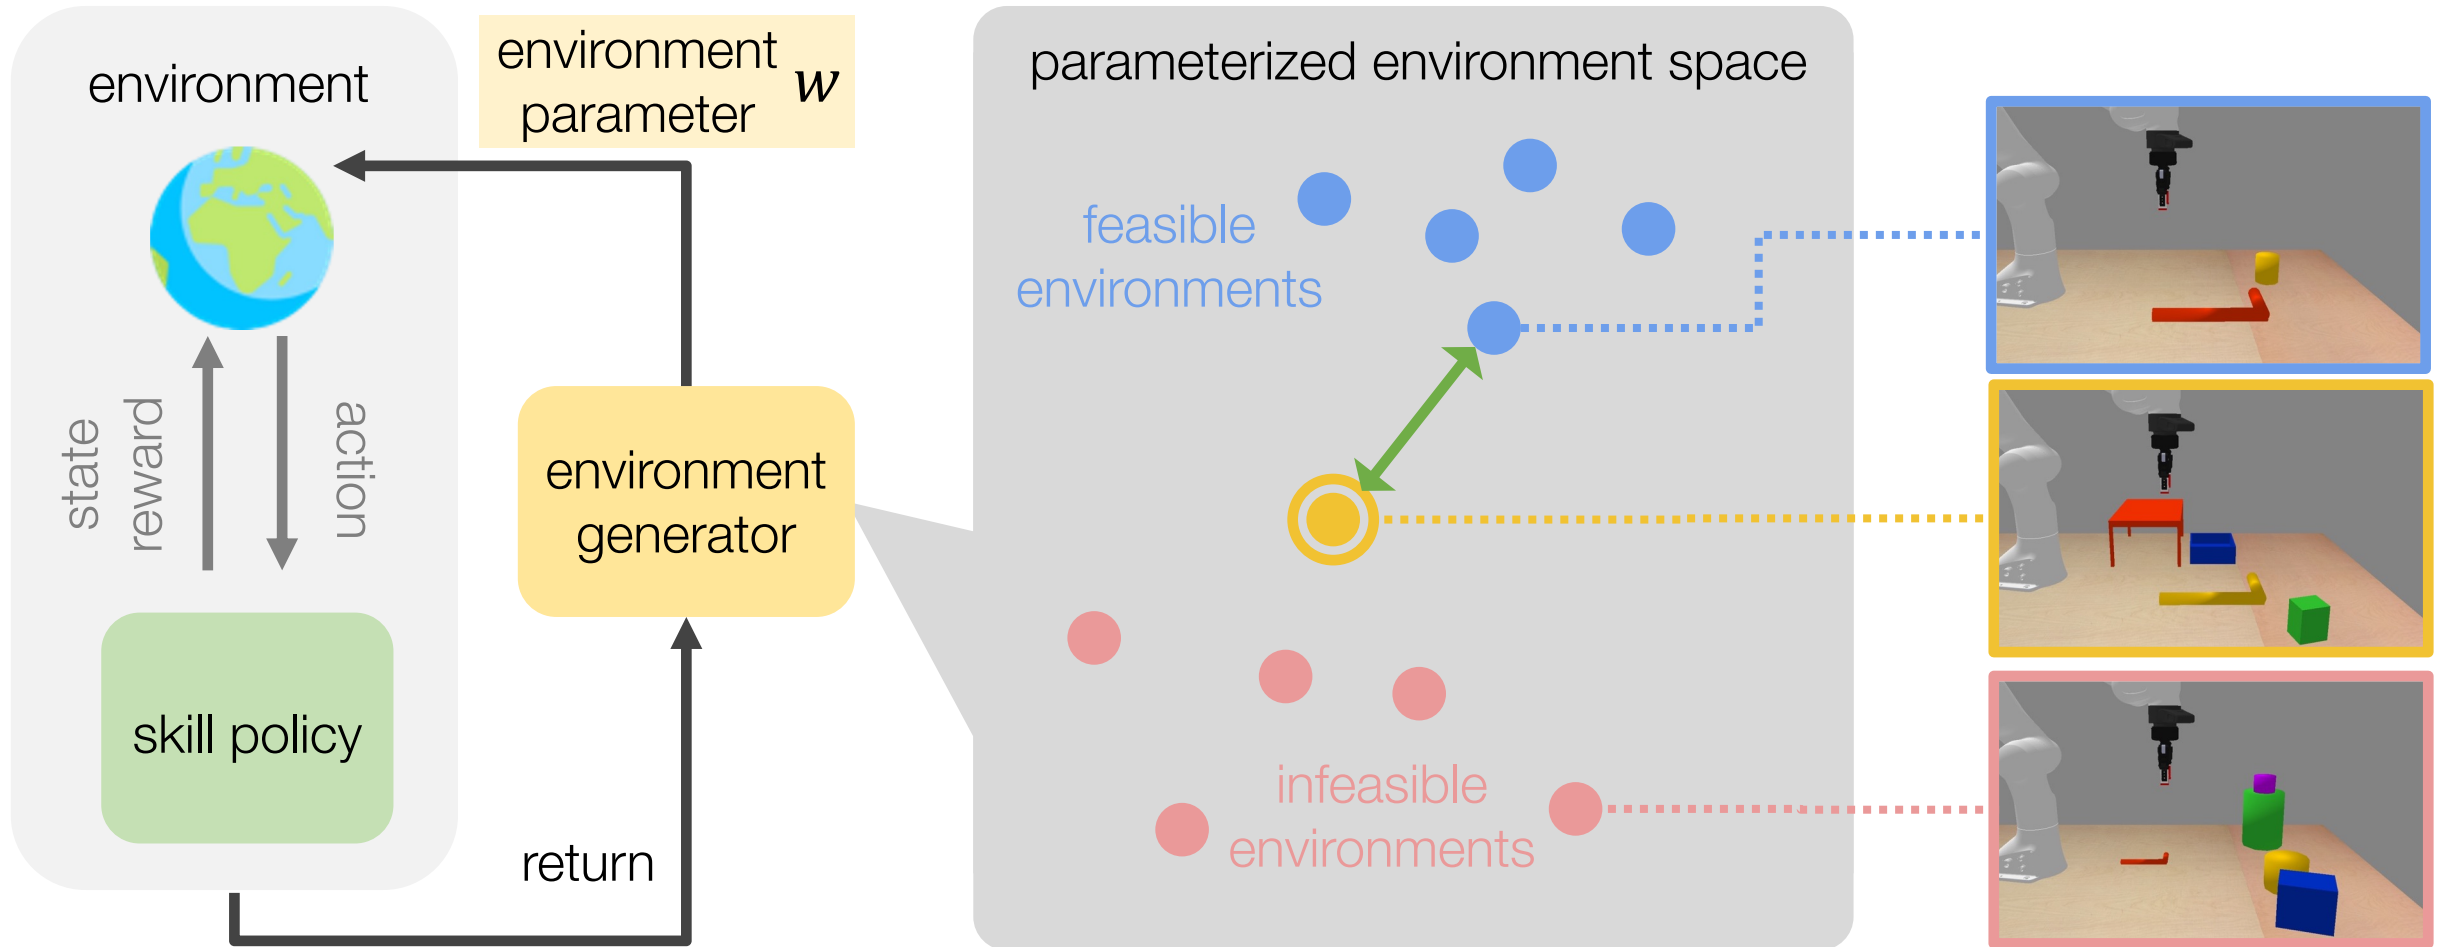 environment
state
reward
action
skill policy
environment
parameter
w
environment
generator
return
parameterized environment space
feasible
environments
infeasible
environments